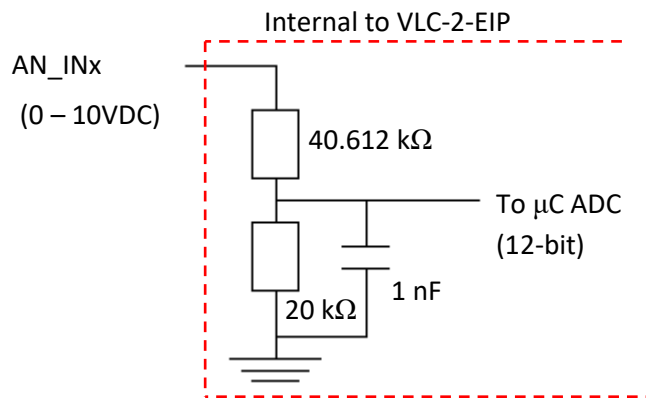 Internal to VLC-2-EIP
AN_INx
(0 – 10VDC)
40.612 kΩ
To μC ADC
(12-bit)
1 nF
20 kΩ